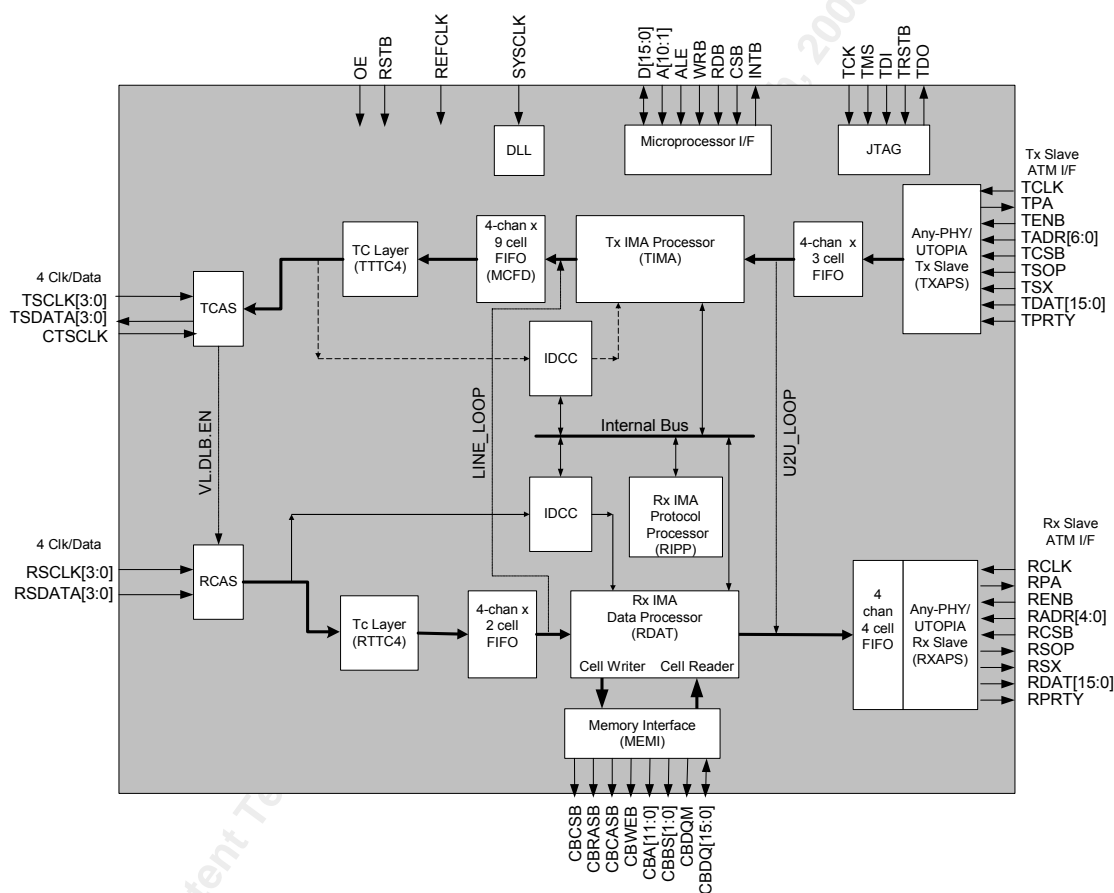 OE
RSTB
REFCLK
SYSCLK
D[15:0]
A[10:1]
ALE
WRB
RDB
CSB
INTB
TCK
TMS
TDI
TRSTB
TDO
DLL
Microprocessor I/F
JTAG
Tx Slave
ATM I/F
TCLK
TPA
TENB
TADR[6:0]
TCSB
TSOP
TSX
TDAT[15:0]
TPRTY
4 Clk/Data
TSCLK[3:0]
TSDATA[3:0]
CTSCLK
TCAS
TC Layer
(TTTC4)
4-chan x
9 cell
FIFO
(MCFD)
Tx IMA Processor
(TIMA)
4-chan x
3 cell
FIFO
Any-PHY/
UTOPIA
Tx Slave
(TXAPS)
IDCC
Internal Bus
VL.DLB.EN
LINE_LOOP
U2U_LOOP
IDCC
Rx IMA
Protocol
Processor
(RIPP)
4 Clk/Data
RSCLK[3:0]
RSDATA[3:0]
RCAS
Tc Layer
(RTTC4)
4-chan x
2 cell
FIFO
Rx IMA
Data Processor
(RDAT)
Cell Writer
Cell Reader
4
chan
4 cell
FIFO
Any-PHY/
UTOPIA
Rx Slave
(RXAPS)
Rx Slave
ATM I/F
RCLK
RPA
RENB
RADR[4:0]
RCSB
RSOP
RSX
RDAT[15:0]
RPRTY
Memory Interface
(MEMI)
CBCSB
CBRASB
CBCASB
CBWEB
CBA[11:0]
CBBS[1:0]
CBDQM
CBDQ[15:0]